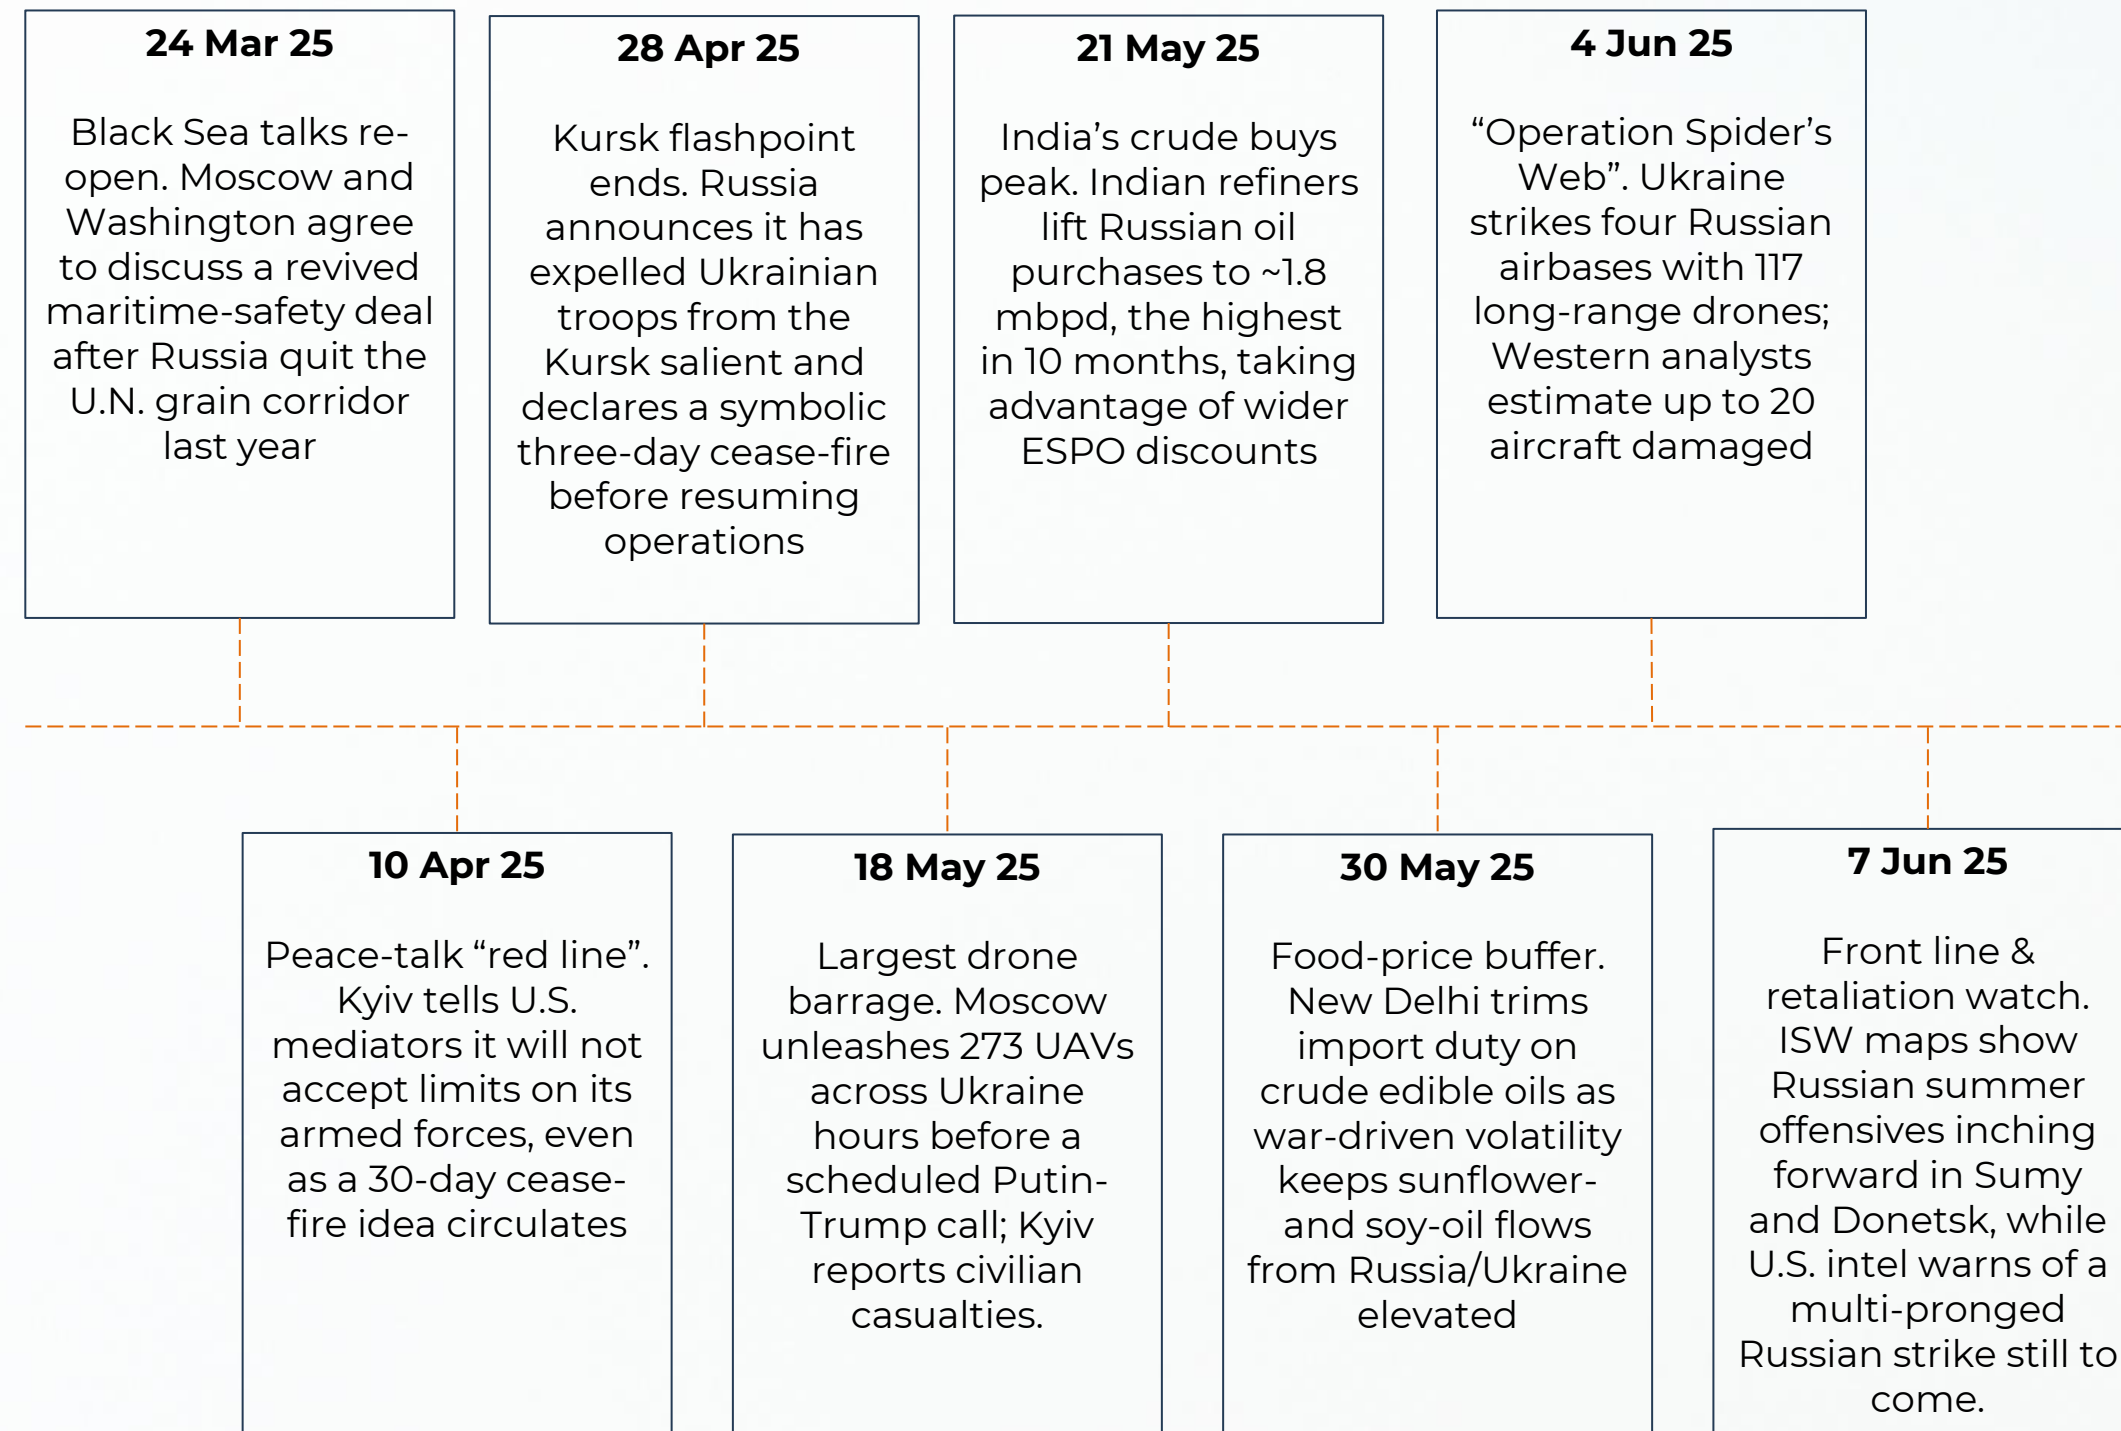 24 Mar 25
Black Sea talks re-
open. Moscow and
Washington agree
to discuss a revived
maritime-safety deal
after Russia quit the
U.N. grain corridor
last year
28 Apr 25
Kursk flashpoint
ends. Russia
announces it has
expelled Ukrainian
troops from the
Kursk salient and
declares a symbolic
three-day cease-fire
before resuming
operations
21 May 25
India’s crude buys
peak. Indian refiners
lift Russian oil
purchases to ~1.8
mbpd, the highest
in 10 months, taking
advantage of wider
ESPO discounts
4 Jun 25
“Operation Spider’s
Web”. Ukraine
strikes four Russian
airbases with 117
long-range drones;
Western analysts
estimate up to 20
aircraft damaged
10 Apr 25
Peace-talk “red line”.
Kyiv tells U.S.
mediators it will not
accept limits on its
armed forces, even
as a 30-day cease-
fire idea circulates
18 May 25
Largest drone
barrage. Moscow
unleashes 273 UAVs
across Ukraine
hours before a
scheduled Putin-
Trump call; Kyiv
reports civilian
casualties.
30 May 25
Food-price buffer.
New Delhi trims
import duty on
crude edible oils as
war-driven volatility
keeps sunflower-
and soy-oil flows
from Russia/Ukraine
elevated
7 Jun 25
Front line &
retaliation watch.
ISW maps show
Russian summer
offensives inching
forward in Sumy
and Donetsk, while
U.S. intel warns of a
multi-pronged
Russian strike still to
come.